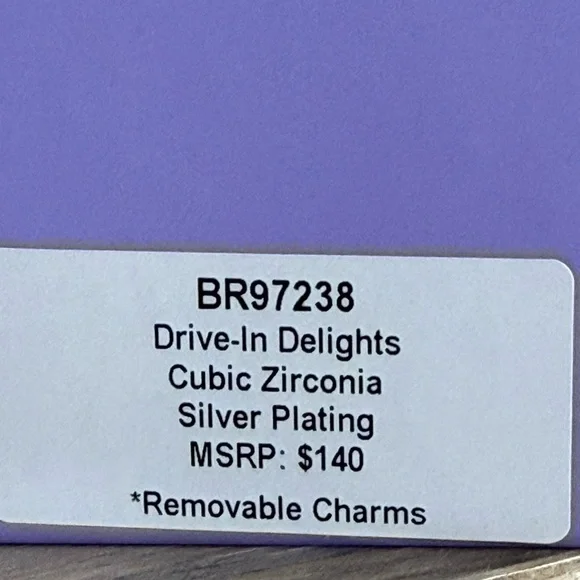 BR97238
Drive-In Delights
Cubic Zirconia
Silver Plating
MSRP: $140
*Removable Charms